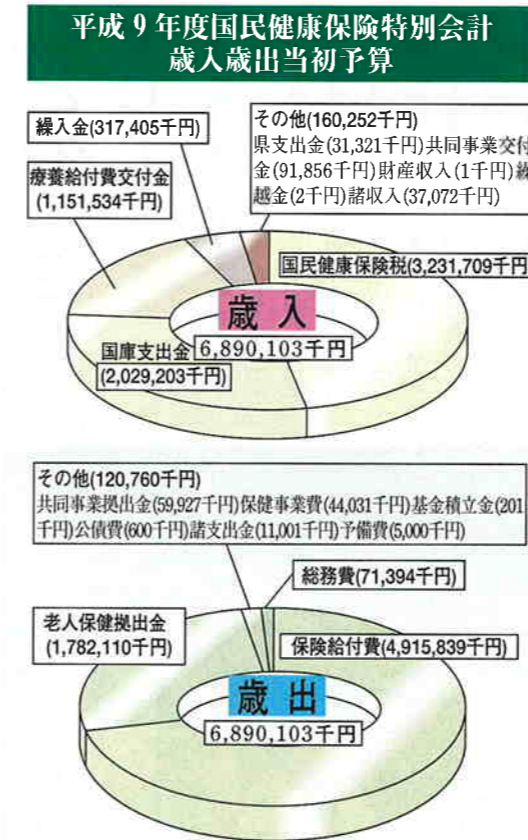 平成9年度国民健康保険特別会計
歳入歳出当初予算
繰入金(317,405千円)
その他(160,252千円)
県支出金(31,321千円)共同事業交付
金(91,856千円)財産収入(1千円)繰
越金(2千円)諸収入(37,072千円)
療養給付費交付金
(1,151,534千円)
国民健康保険税(3,231,709千円
歳入
6,890,103千円
国庫支出金
(2,029,203千円)
その他(120,760千円)
共同事業拠出金(59,927千円)保健事業費(44,031千円)基金積立金(201
千円)公債費(600千円)諸支出金(11,001千円)予備費(5,000千円)
総務費(71,394千円)
老人保健拠出金
(1,782,110千円)
保険給付費(4,915,839千円)
歳出
6,890,103千円